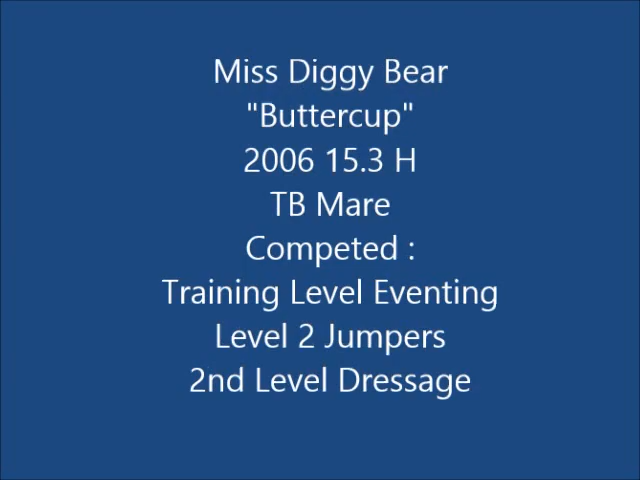 Miss Diggy Bear
"Buttercup"
2006 15.3 H
TB Mare
Competed :
Training Level Eventing
Level 2 Jumpers
2nd Level Dressage